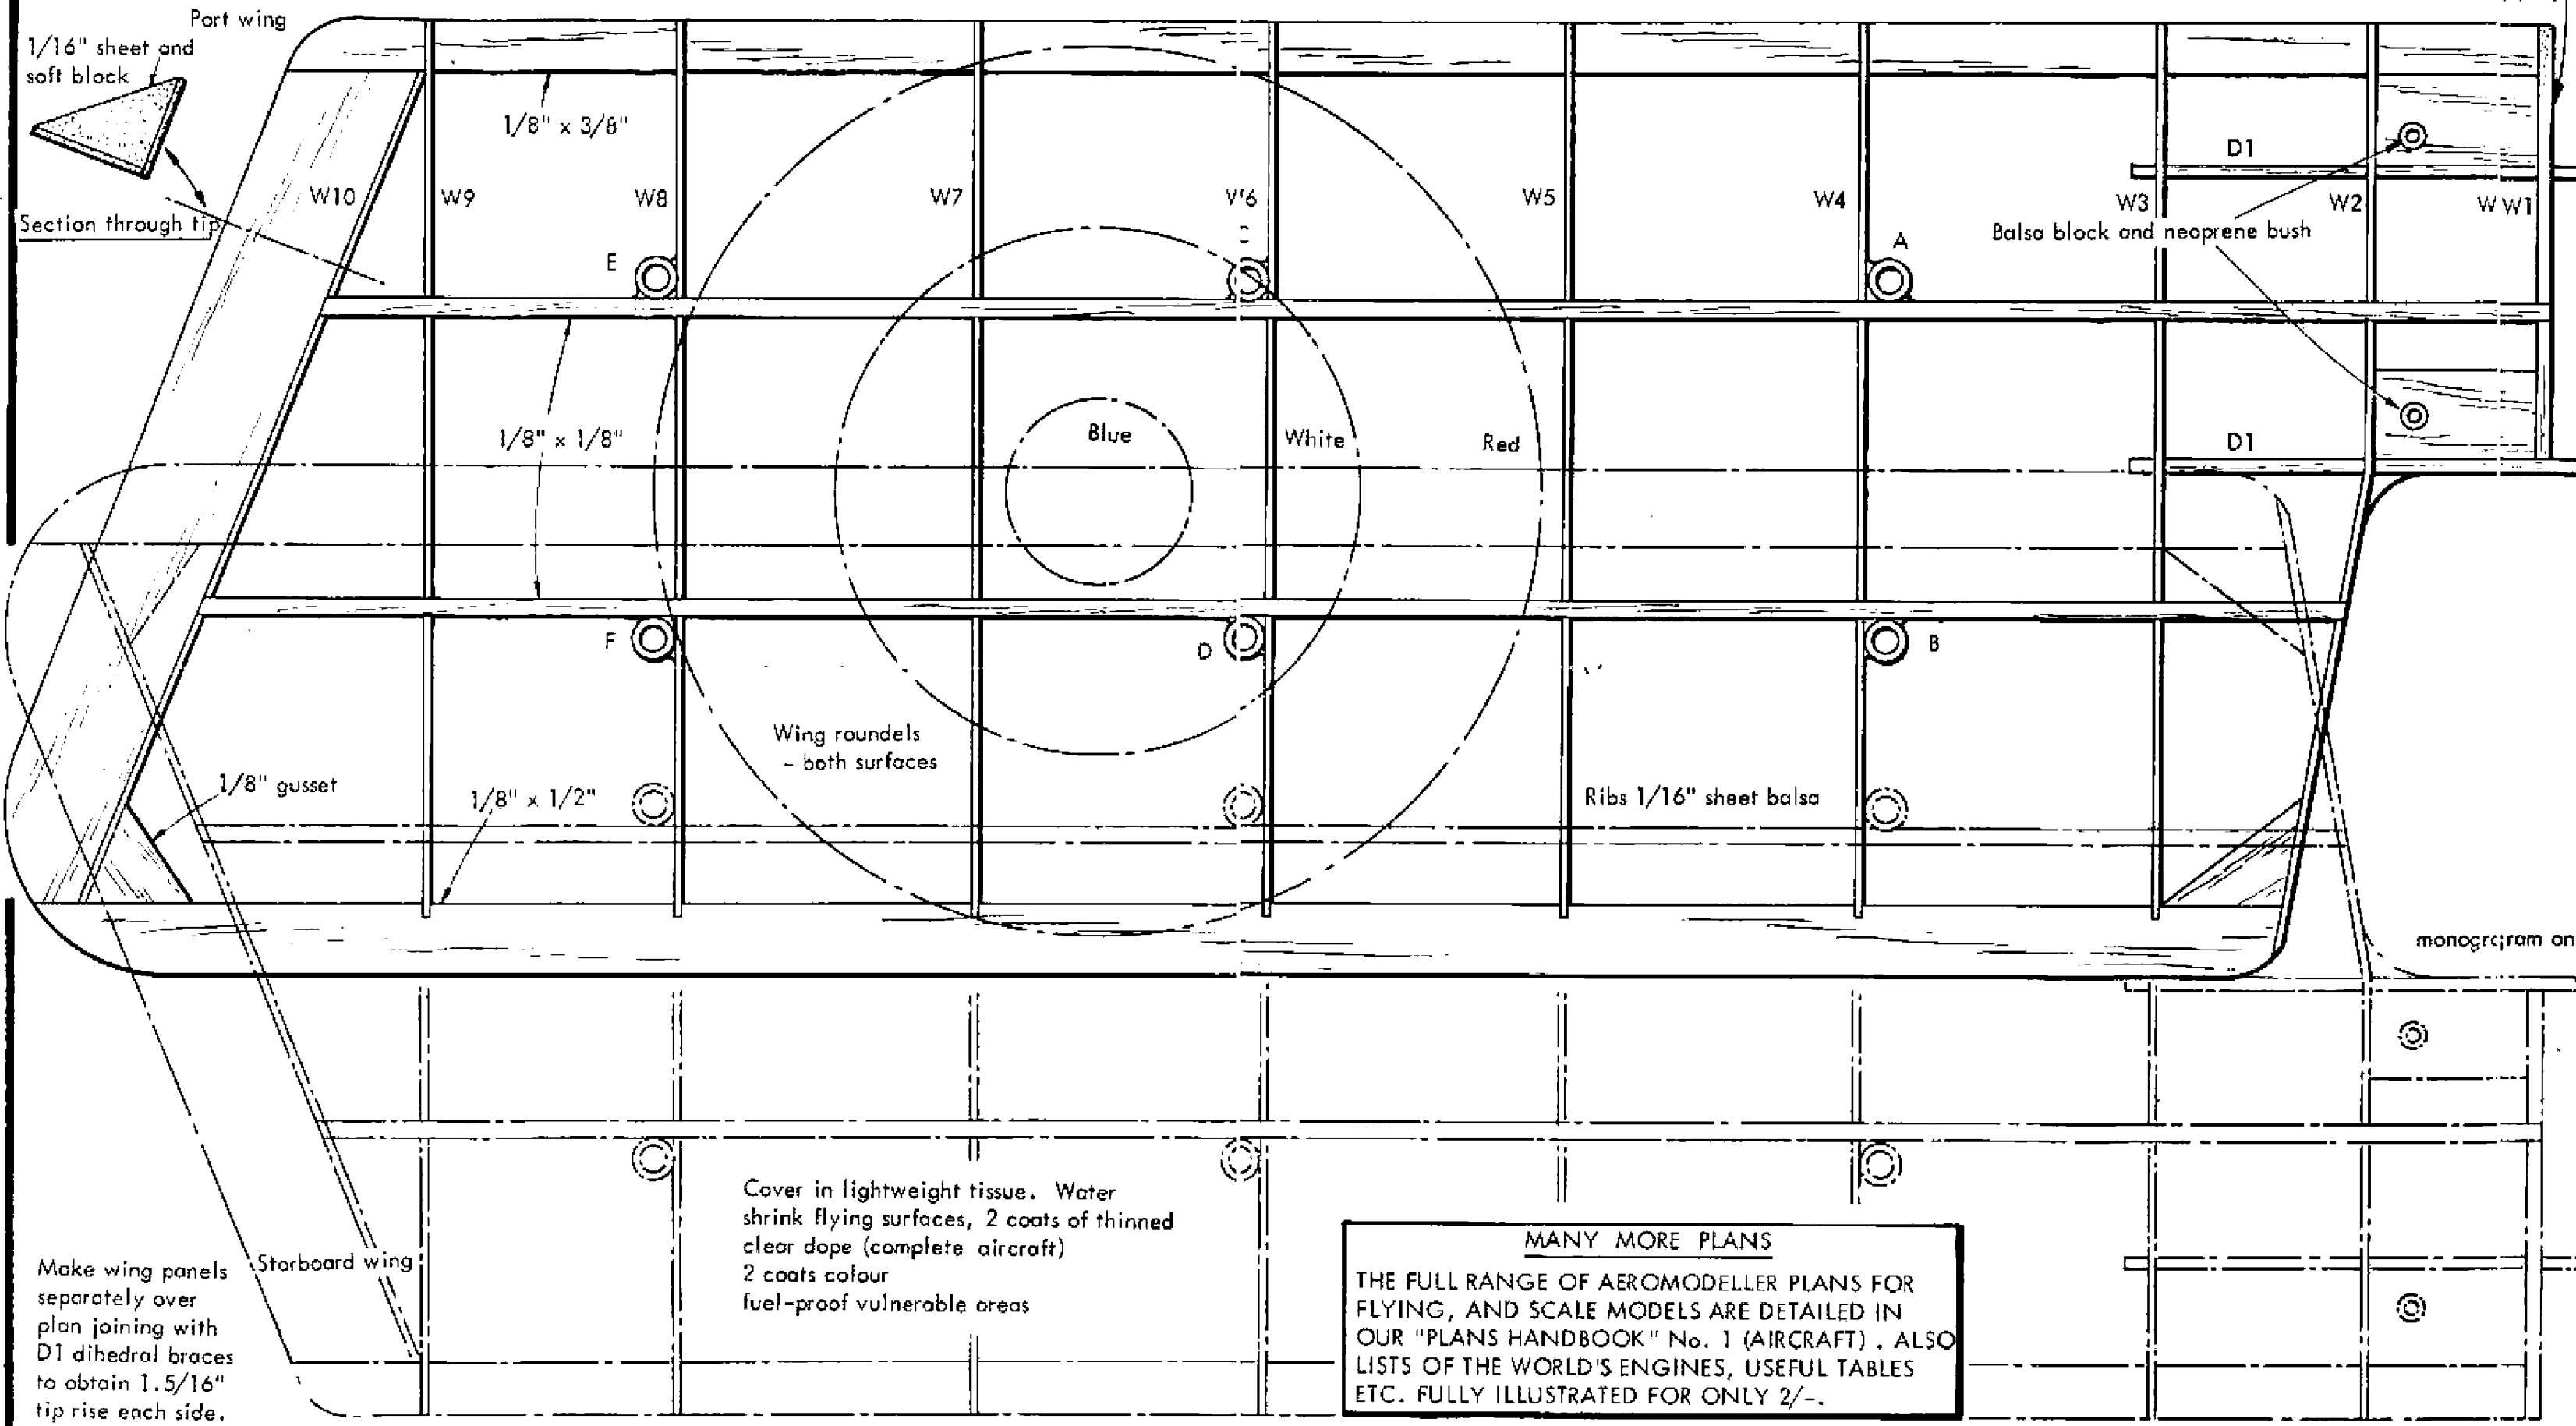 Port wing
1/16" sheet and
soft block
Section through tip
1/8" x 3/8"
W10
W9
W8
W7
W5
W4
W3
W2
W1
D1
Balsa block and neoprene bush
E
A
1/8" x 1/8"
Blue
White
Red
D1
F
D
B
Wing roundels
- both surfaces
1/8" gusset
1/8" x 1/2"
Ribs 1/16" sheet balsa
Cover in lightweight tissue. Water
shrink flying surfaces, 2 coats of thinned
clear dope (complete aircraft)
2 coats colour
fuel-proof vulnerable areas
Starboard wing
Make wing panels
separately over
plan joining with
D1 dihedral braces
to obtain 1.5/16"
tip rise each side.
MANY MORE PLANS
THE FULL RANGE OF AEROMODELLER PLANS FOR
FLYING, AND SCALE MODELS ARE DETAILED IN
OUR "PLANS HANDBOOK" No. 1 (AIRCRAFT). ALSO
LISTS OF THE WORLD'S ENGINES, USEFUL TABLES
ETC. FULLY ILLUSTRATED FOR ONLY 2/-.
on